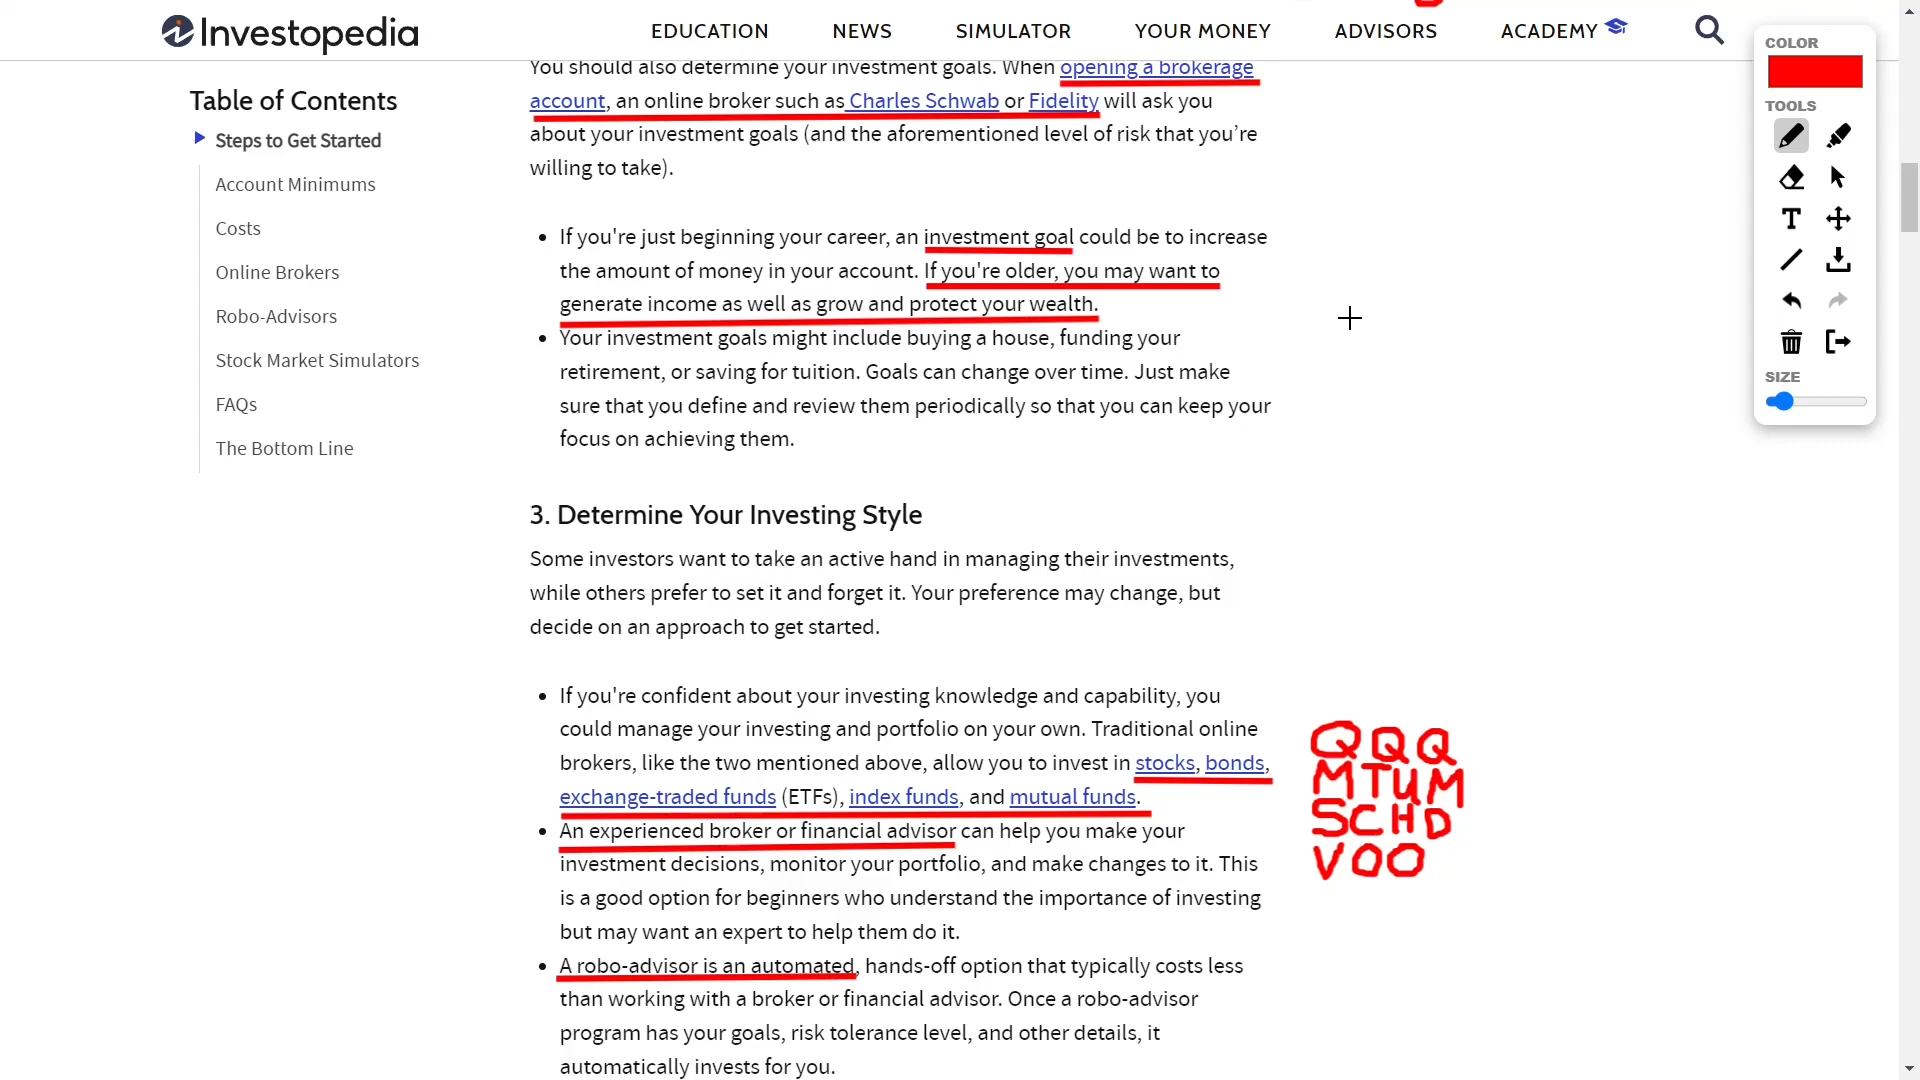 Investopedia
EDUCATION
NEWS
SIMULATOR
YOUR MONEY
ADVISORS
ACADEMY
COLOR
TOOLS
T
SIZE
Table of Contents
Steps to Get Started
Account Minimums
Costs
Online Brokers
Robo-Advisors
Stock Market Simulators
FAQs
The Bottom Line
You should also determine your investment goals. When opening a brokerage
account, an online broker such as Charles Schwab or Fidelity will ask you
about your investment goals (and the aforementioned level of risk that you’re
willing to take).
• If you're just beginning your career, an investment goal could be to increase
the amount of money in your account. If you're older, you may want to
generate income as well as grow and protect your wealth.
• Your investment goals might include buying a house, funding your
retirement, or saving for tuition. Goals can change over time. Just make
sure that you define and review them periodically so that you can keep your
focus on achieving them.
3. Determine Your Investing Style
Some investors want to take an active hand in managing their investments,
while others prefer to set it and forget it. Your preference may change, but
decide on an approach to get started.
• If you're confident about your investing knowledge and capability, you
could manage your investing and portfolio on your own. Traditional online
brokers, like the two mentioned above, allow you to invest in stocks, bonds,
exchange-traded funds (ETFs), index funds, and mutual funds.
• An experienced broker or financial advisor can help you make your
investment decisions, monitor your portfolio, and make changes to it. This
is a good option for beginners who understand the importance of investing
but may want an expert to help them do it.
• A robo-advisor is an automated, hands-off option that typically costs less
than working with a broker or financial advisor. Once a robo-advisor
program has your goals, risk tolerance level, and other details, it
automatically invests for you.
QQQ
MTUM
SCHD
VOO